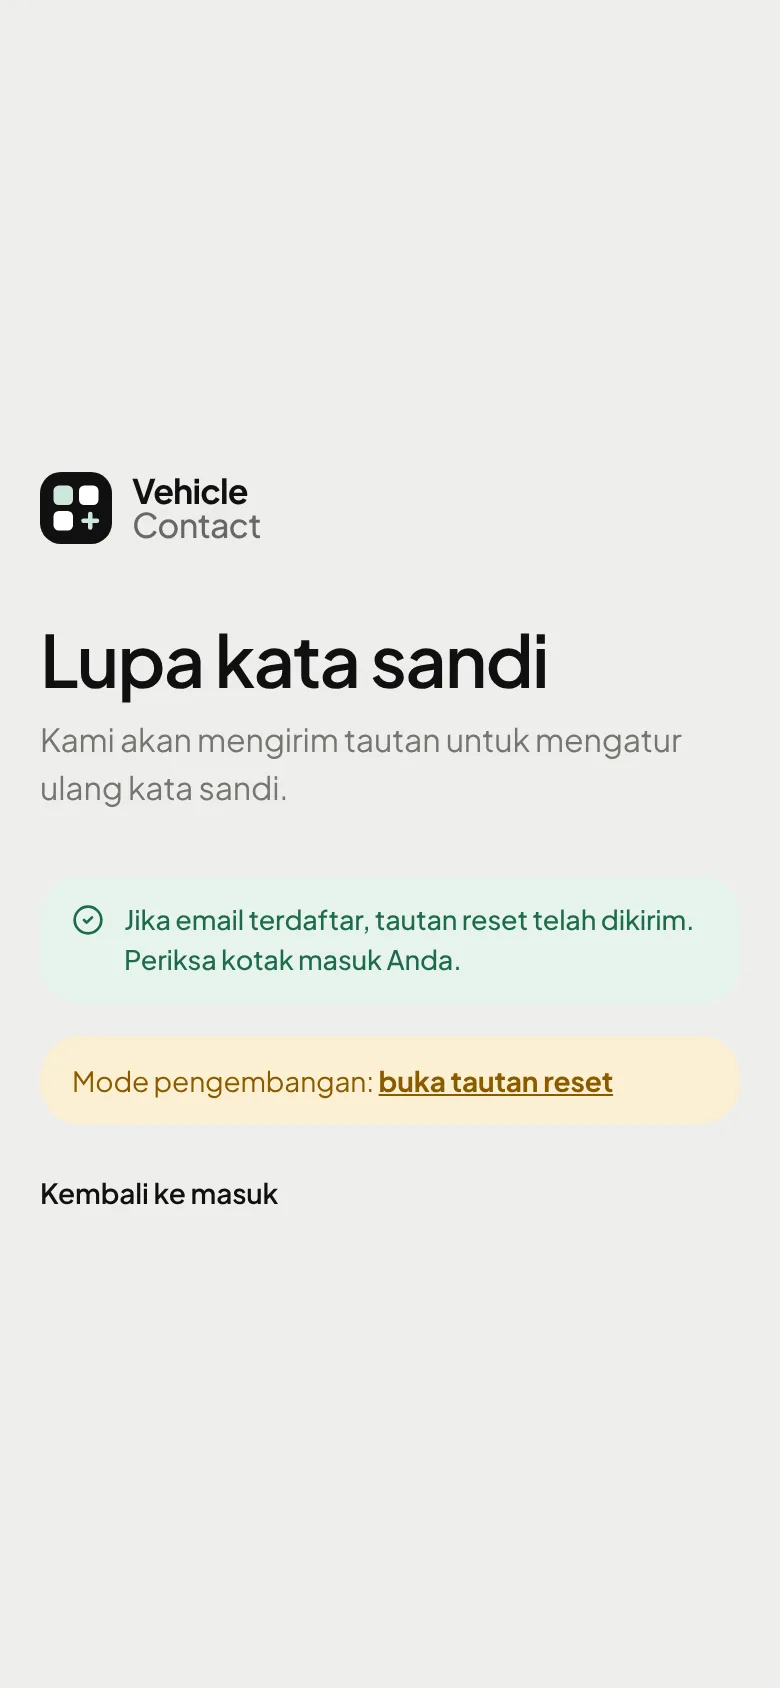 Vehicle
Contact
Lupa kata sandi
Kami akan mengirim tautan untuk mengatur
ulang kata sandi.
Jika email terdaftar, tautan reset telah dikirim.
Periksa kotak masuk Anda.
Mode pengembangan: buka tautan reset
Kembali ke masuk